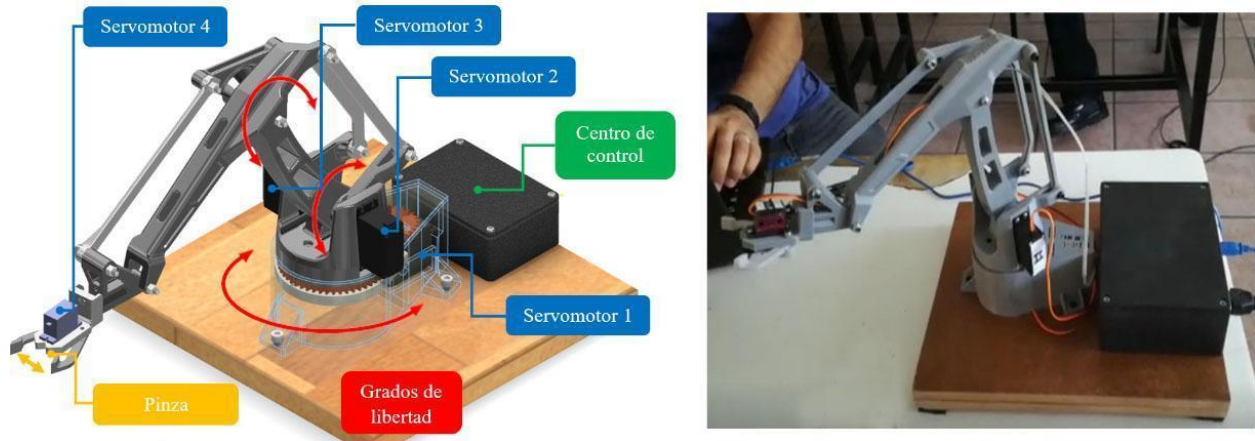 Servomotor 4
Servomotor 3
Servomotor 2
Centro de
control
Servomotor 1
Grados de
libertad
Pinza